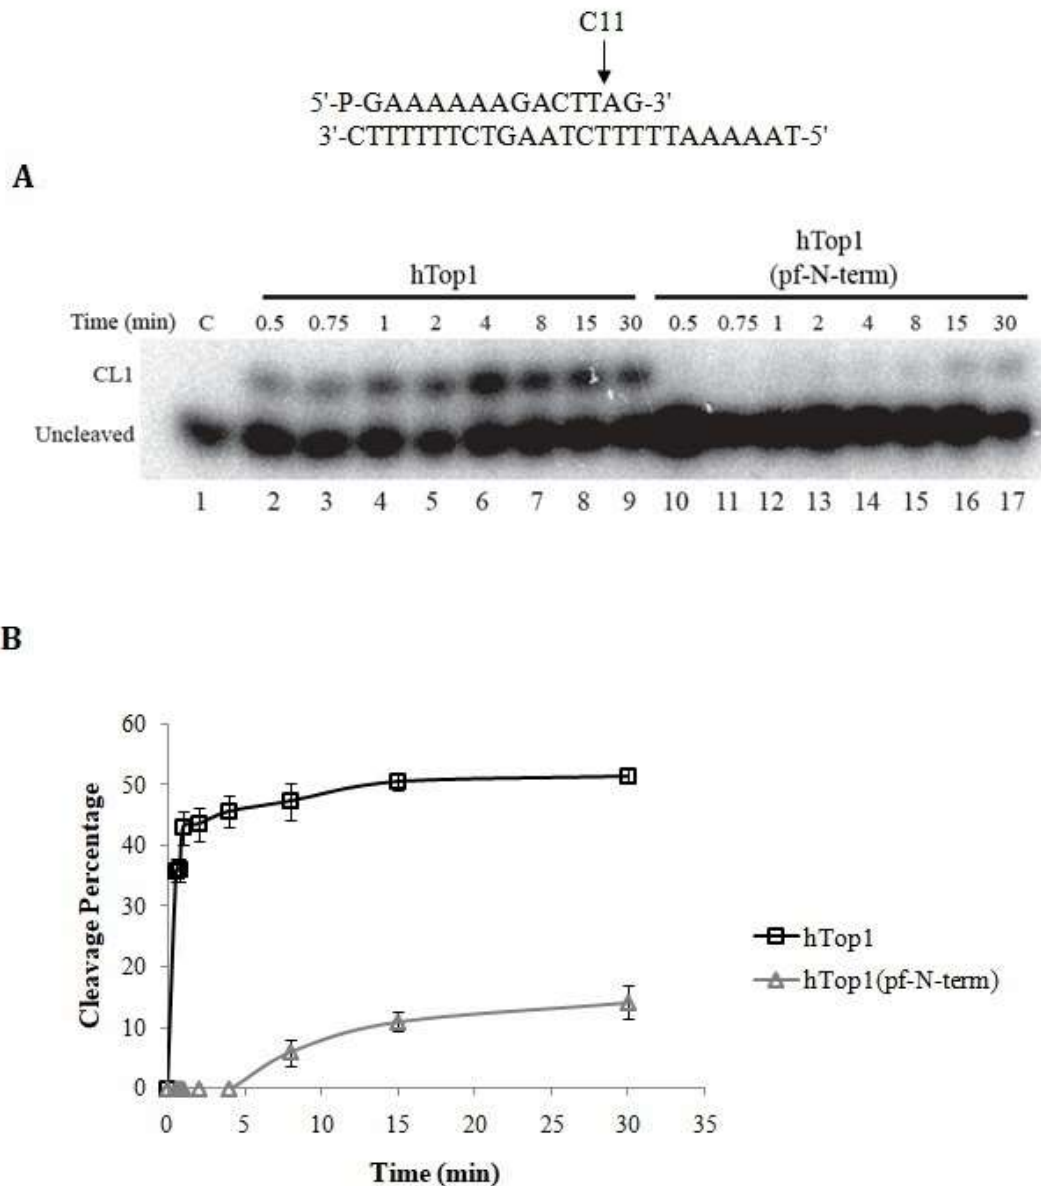 C11
5'-P-GAAAAAAGACTTAG-3'
3'-CTTTTTTCTGAATCTTTTTAAAAAT-5'
A
hTop1
hTop1
(pf-N-term)
Time (min) C 0.5 0.75 1 2 4 8 15 30 0.5 0.75 1 2 4 8 15 30
CL1
Uncleaved
1 2 3 4 5 6 7 8 9 10 11 12 13 14 15 16 17
B
60
50
40
30
20
10
0
Cleavage Percentage
hTop1
hTop1(pf-N-term)
0 5 10 15 20 25 30 35
Time (min)